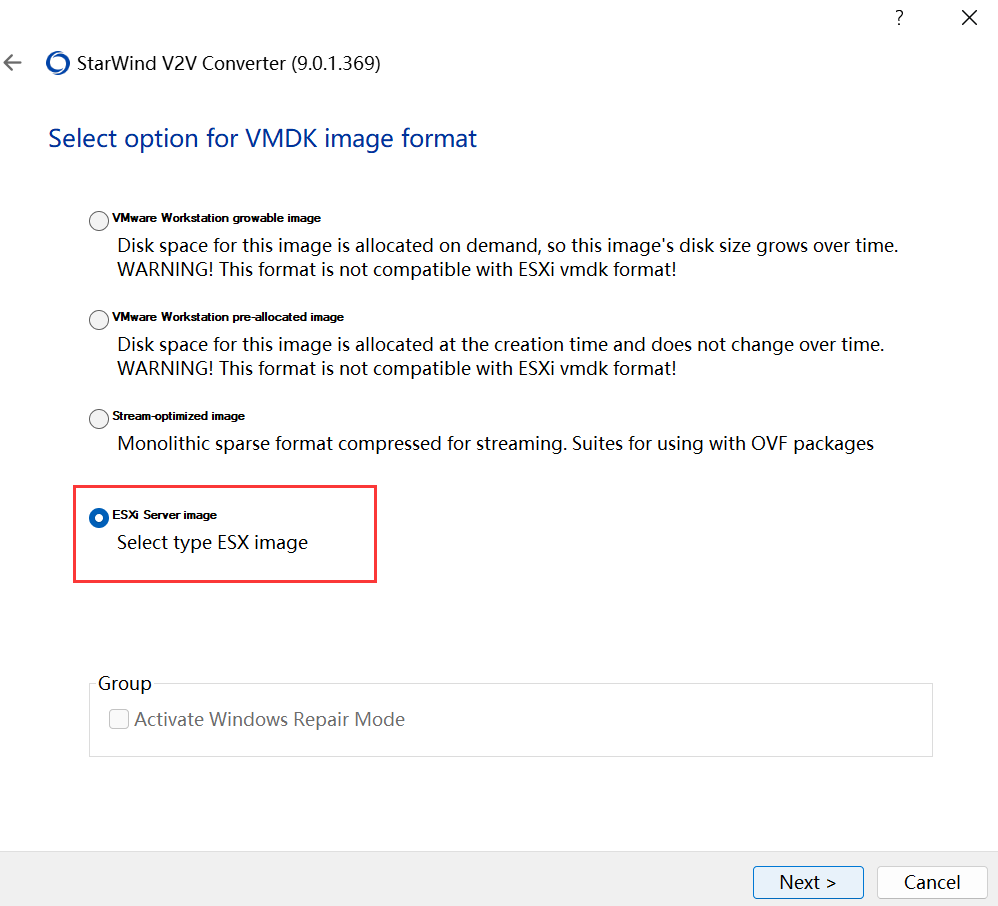 ?
StarWind V2V Converter (9.0.1.369)
Select option for VMDK image format
VMware Workstation growable image
Disk space for this image is allocated on demand, so this image's disk size grows over time.
WARNING! This format is not compatible with ESXi vmdk format!
VMware Workstation pre-allocated image
Disk space for this image is allocated at the creation time and does not change over time.
WARNING! This format is not compatible with ESXi vmdk format!
Stream-optimized image
Monolithic sparse format compressed for streaming. Suites for using with OVF packages
ESXi Server image
Select type ESX image
Group
Activate Windows Repair Mode
Next >
Cancel